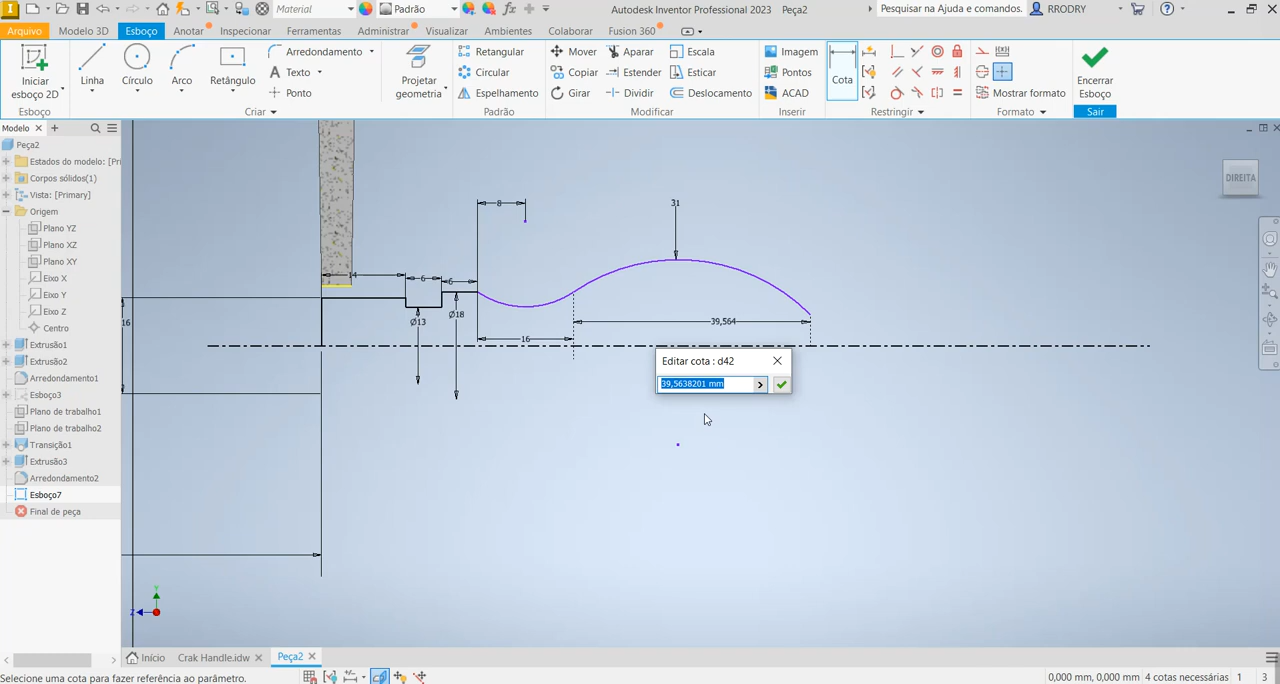 Material
Padrão
fx
Autodesk Inventor Professional 2023
Peça2
Pesquisar na Ajuda e comandos.
RRODRY
Arquivo
Modelo 3D
Esboço
Anotar
Inspecionar
Ferramentas
Administrar
Visualizar
Ambientes
Colaborar
Fusion 360
Iniciar
esboço 2D
Linha
Círculo
Arco
Retângulo
Arredondamento
Texto
Ponto
Projetar
geometria
Retangular
Circular
Espelhamento
Mover
Copiar
Girar
Aparar
Estender
Dividir
Escala
Esticar
Deslocamento
Imagem
Pontos
ACAD
Cota
Mostrar formato
Encerrar
Esboço
Esboço
Criar
Padrão
Modificar
Inserir
Restringir
Formato
Sair
Modelo
Peça2
Estados do modelo: [Pri
Corpos sólidos(1)
Vista: [Primary]
Origem
Plano YZ
Plano XZ
Plano XY
Eixo X
Eixo Y
Eixo Z
Centro
Extrusão1
Extrusão2
Arredondamento1
Esboço3
Plano de trabalho1
Plano de trabalho2
Transição1
Extrusão3
Arredondamento2
Esboço7
Final de peça
DIREITA
8
31
14
6
6
16
Ø13
Ø18
39,564
16
Editar cota : d42
39,5638201 mm
Y
Z
Início
Crak Handle.idw
Peça2
Selecione uma cota para fazer referência ao parâmetro.
0,000 mm, 0,000 mm
4 cotas necessárias
1
3